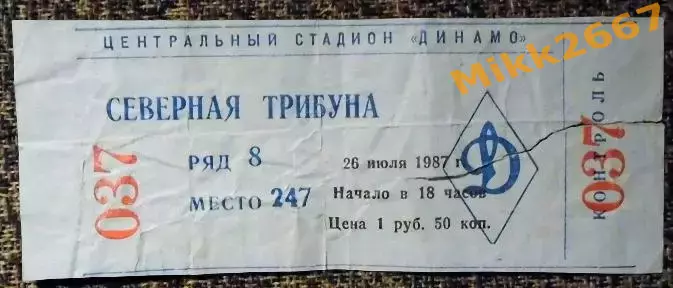 ЦЕНТРАЛЬНЫЙ СТАДИОН «ДИНАМО»
Mikk2667
СЕВЕРНАЯ ТРИБУНА
037
РЯД 8
МЕСТО 247
26 июля 1987 г.
Начало в 18 часов
Цена 1 руб. 50 коп.
Д
КОНТРОЛЬ
037